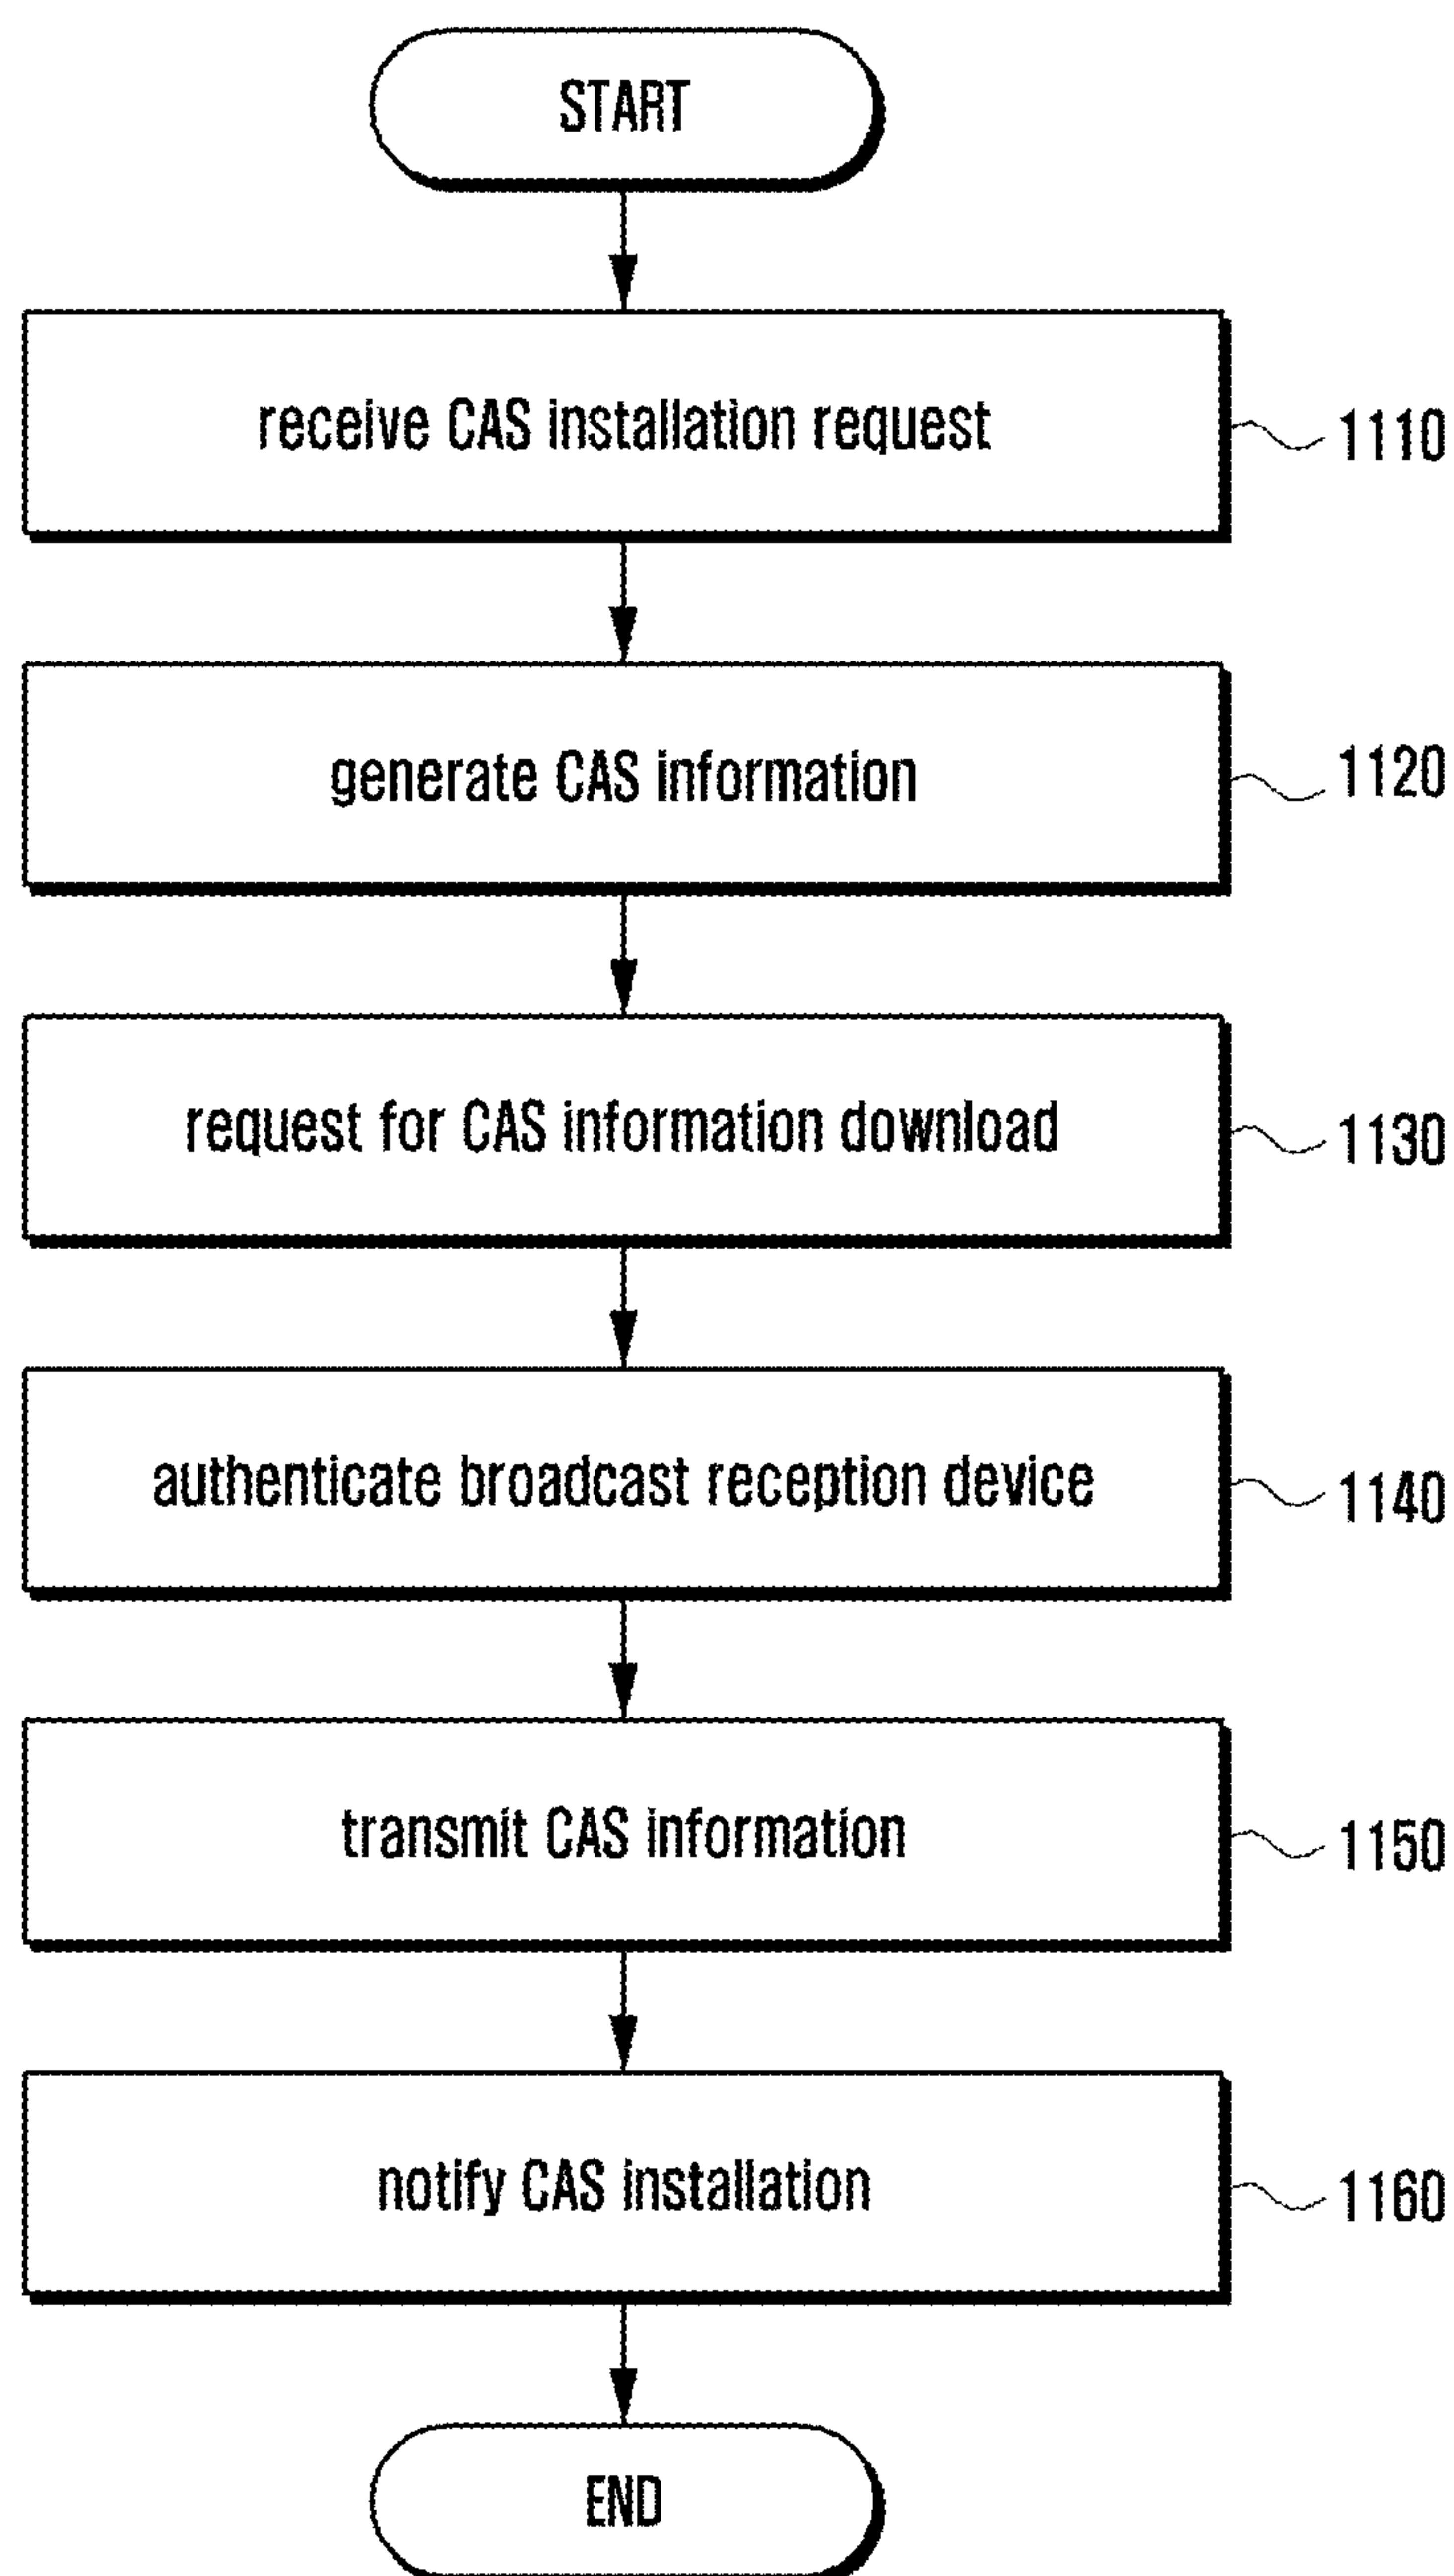 START
receive CAS installation request
1110
generate CAS information
1120
request for CAS information download
1130
authenticate broadcast reception device
1140
transmit CAS information
1150
notify CAS installation
1160
END